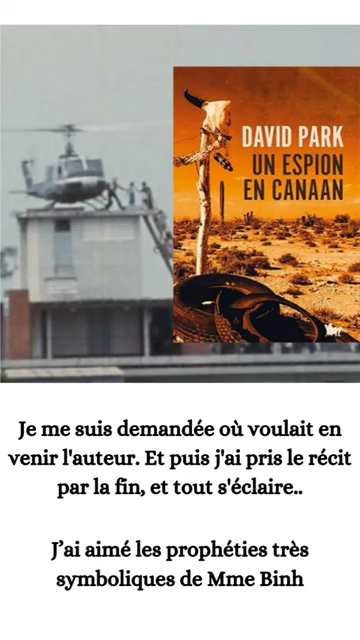 DAVID PARK
UN ESPION
EN CANAAN
Je me suis demandée où voulait en
venir l'auteur. Et puis j'ai pris le récit
par la fin, et tout s'éclaire..
J’ai aimé les prophéties très
symboliques de Mme Binh